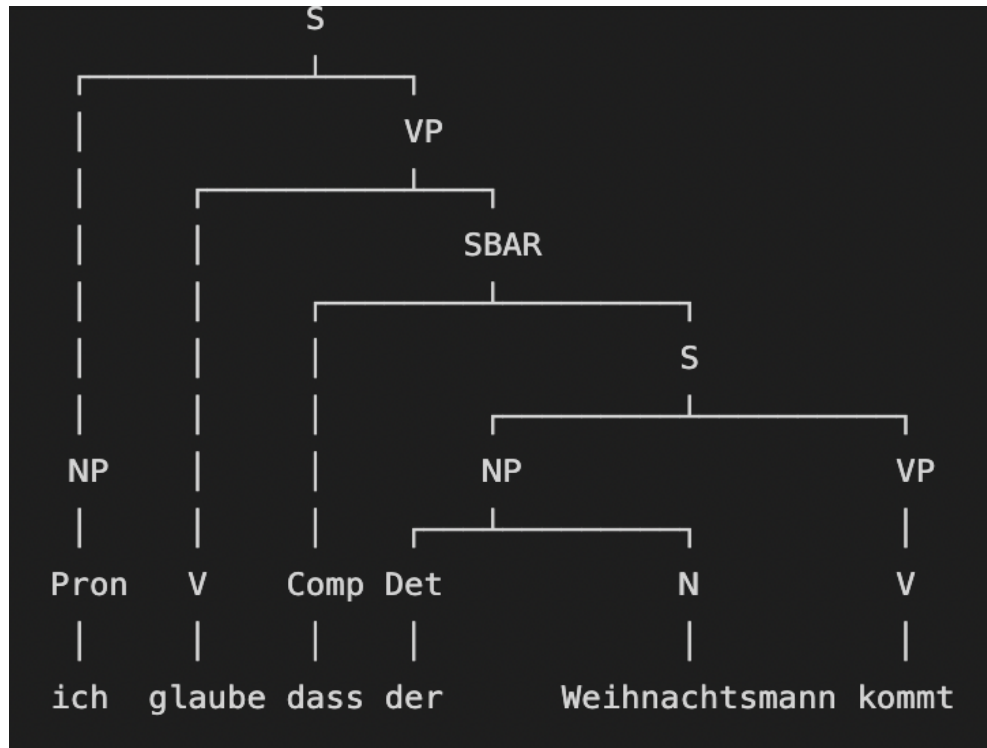 S
VP
SBAR
S
NP NP VP
Pron V Comp Det N V
ich glaube dass der Weihnachtsmann kommt